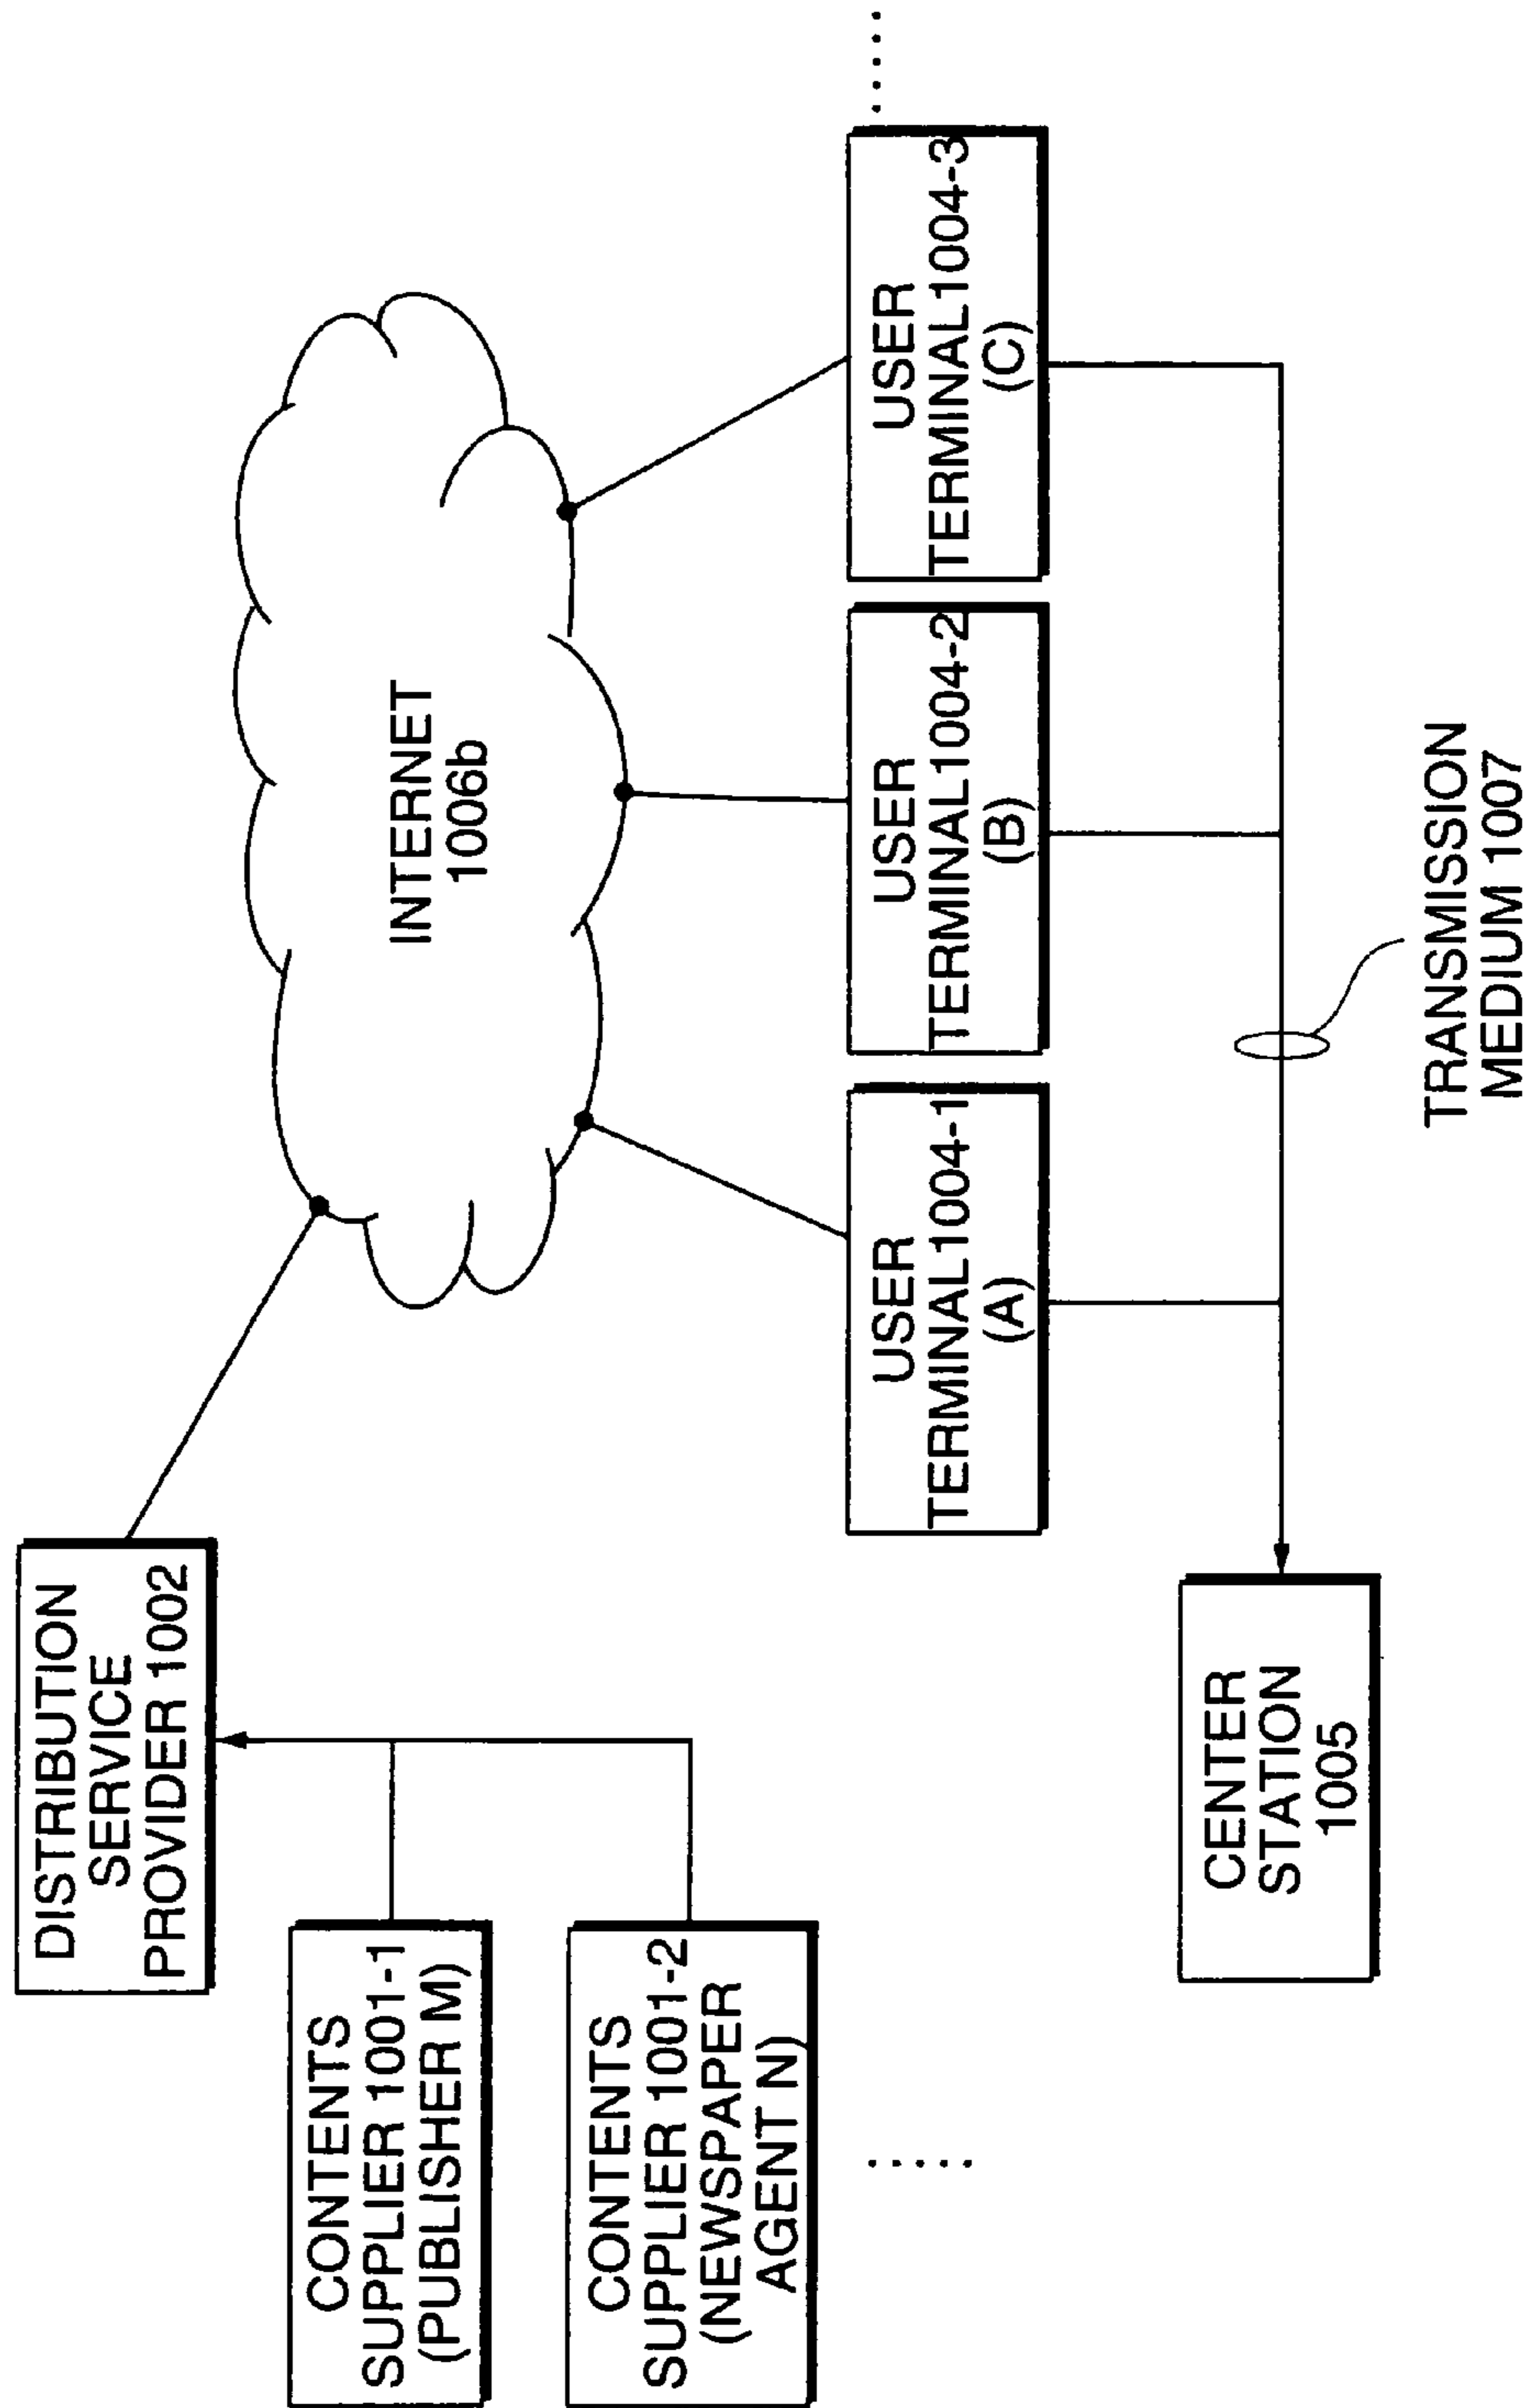 DISTRIBUTION
SERVICE
PROVIDER 1002
CONTENTS
SUPPLIER 1001-1
(PUBLISHER M)
CONTENTS
SUPPLIER 1001-2
(NEWSPAPER
AGENT N)
.....
INTERNET
1006b
USER
TERMINAL1004-1
(A)
USER
TERMINAL1004-2
(B)
USER
TERMINAL1004-3
(C)
.....
CENTER
STATION
1005
TRANSMISSION
MEDIUM 1007